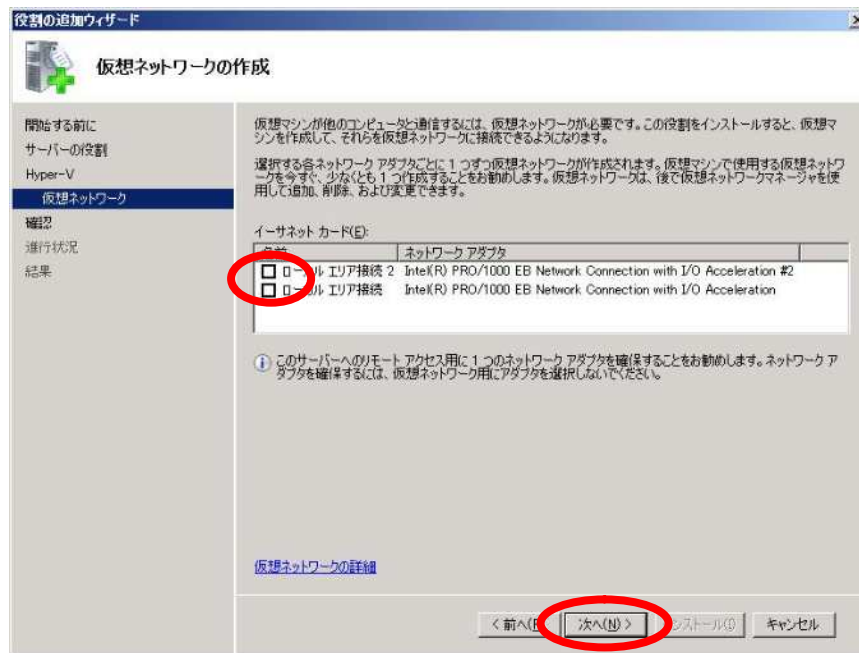 役割の追加ウィザード
仮想ネットワークの作成
開始する前に
サーバーの役割
Hyper-V
仮想ネットワーク
確認
進行状況
結果
仮想マシンが他のコンピュータと通信するには、仮想ネットワークが必要です。この役割をインストールすると、仮想マ
シンを作成して、それらを仮想ネットワークに接続できるようになります。
選択する各ネットワーク アダプタごとに 1 つずつ仮想ネットワークが作成されます。仮想マシンで使用する仮想ネットワ
ークを今すぐ、少なくとも 1 つ作成することをお勧めします。仮想ネットワークは、後で仮想ネットワークマネージャを使
用して追加、削除、および変更できます。
イーサネット カード(E):
名前 ネットワーク アダプタ
ローカル エリア接続 2 Intel(R) PRO/1000 EB Network Connection with I/O Acceleration #2
ローカル エリア接続 Intel(R) PRO/1000 EB Network Connection with I/O Acceleration
このサーバーへのリモート アクセス用に 1 つのネットワーク アダプタを確保することをお勧めします。ネットワーク ア
ダプタを確保するには、仮想ネットワーク用にアダプタを選択しないでください。
仮想ネットワークの詳細
< 前へ(P 次へ(N) > ンストール(I) キャンセル